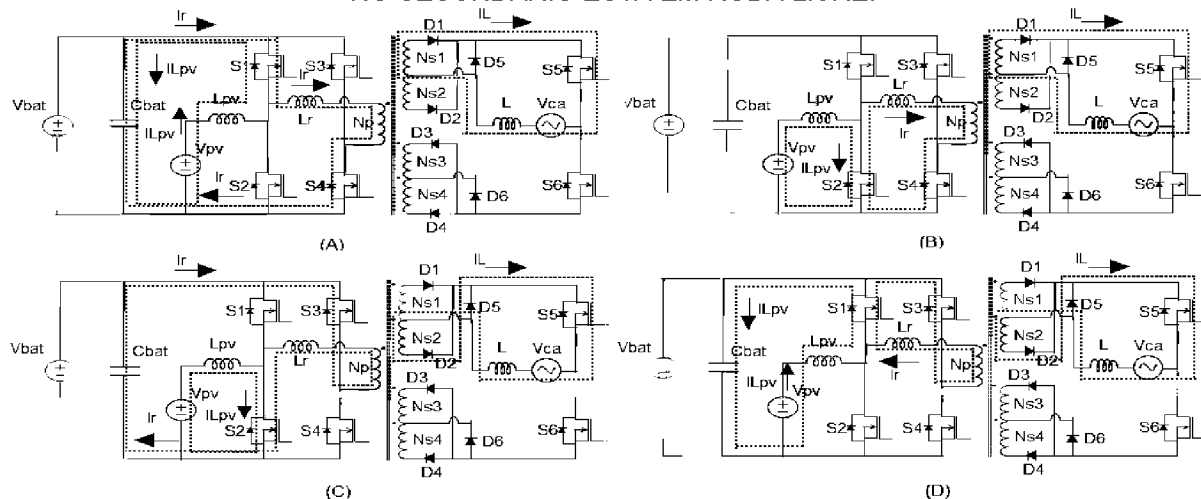 Ir
IL
D1
S1
S3
ILpv
Ir
Ns1
D5
S5
Vbat
Cbat
Lpv
Ns2
L
Vca
ILpv
Lr
Np
D2
D3
Vpv
Ns3
Ir
S2
S4
Ns4
D6
S6
D4
(A)
IL
D1
S1
S3
Ns1
D5
S5
Vbat
Cbat
Lpv
Lr
Ns2
L
Vca
Ir
Np
D2
D3
Vpv
ILpv
Ns3
S2
S4
Ns4
D6
S6
D4
(B)
Ir
IL
D1
S1
S3
Ns1
D5
S5
Vbat
Cbat
Lpv
Ns2
L
Vca
Lr
Np
D2
D3
Vpv
Ns3
Ir
ILpv
S2
S4
Ns4
D6
S6
D4
(C)
IL
D1
S1
S3
ILpv
Ns1
D5
S5
Vbat
Cbat
Lpv
Lr
Ns2
L
Vca
ILpv
Vpv
Ir
Np
D2
D3
Ns3
S2
S4
Ns4
D6
S6
D4
(D)